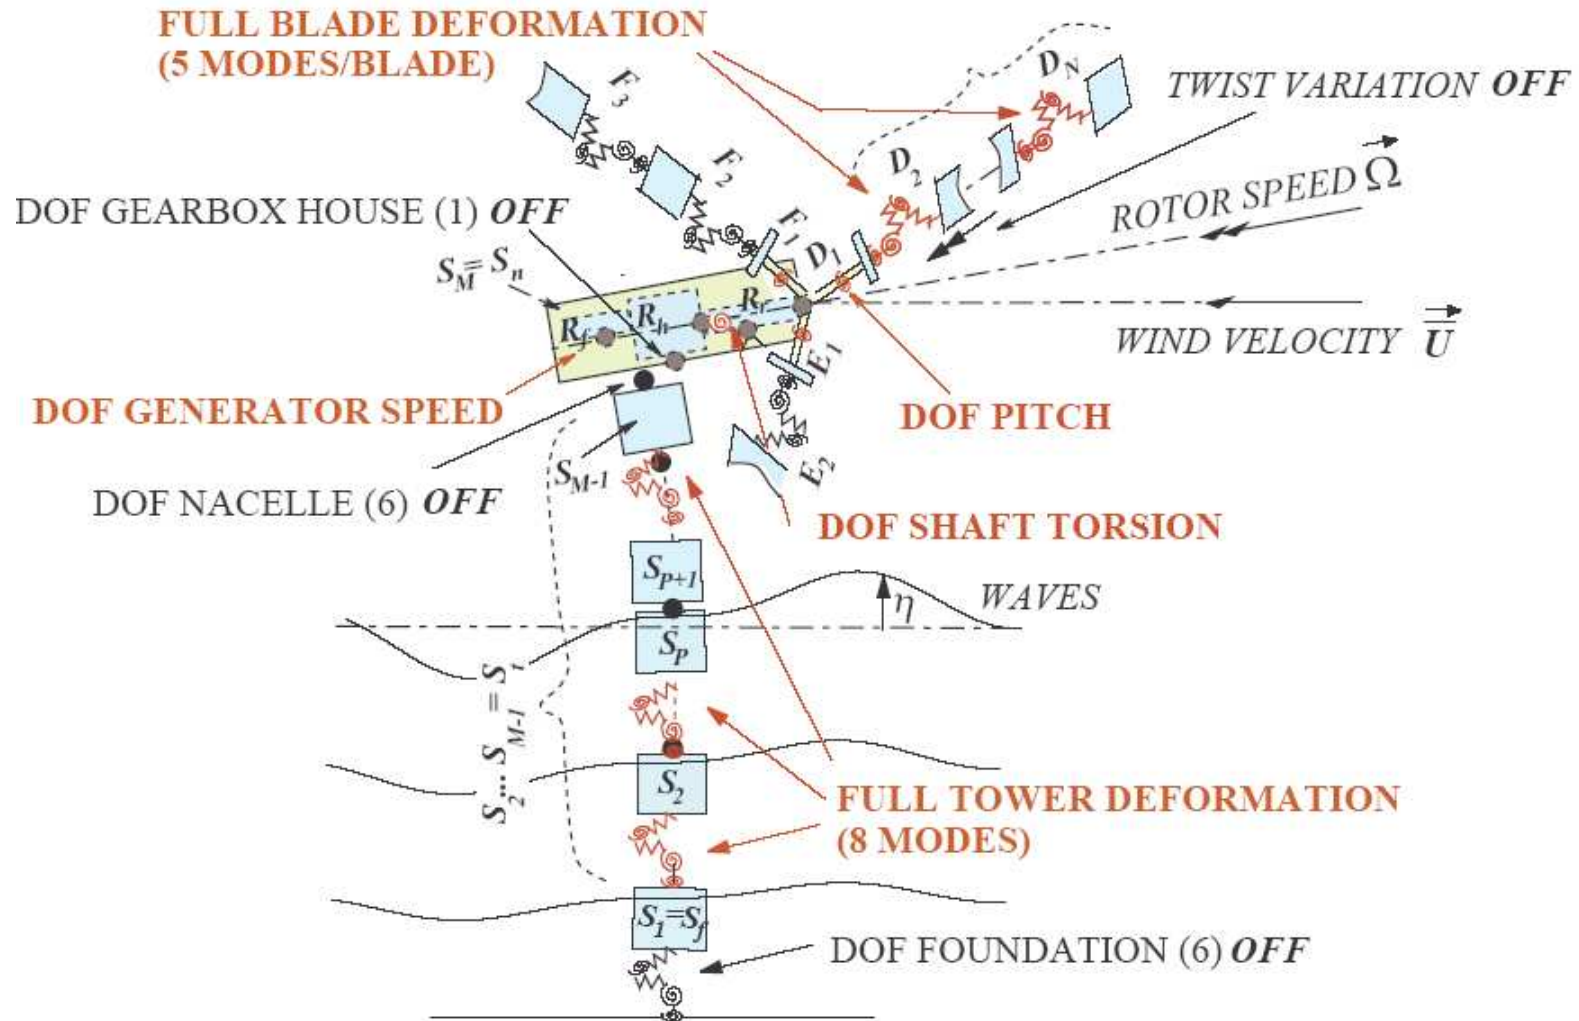 FULL BLADE DEFORMATION
(5 MODES/BLADE)
F3
DN
TWIST VARIATION OFF
F2
D2
DOF GEARBOX HOUSE (1) OFF
ROTOR SPEED Ω
F1
D1
SM = Sn
Rf
Rh
Rr
WIND VELOCITY U
E1
DOF GENERATOR SPEED
DOF PITCH
SM-1
E2
DOF NACELLE (6) OFF
DOF SHAFT TORSION
Sp+1
η
WAVES
Sp
S2... SM-1 = St
S2
FULL TOWER DEFORMATION
(8 MODES)
S1=Sf
DOF FOUNDATION (6) OFF